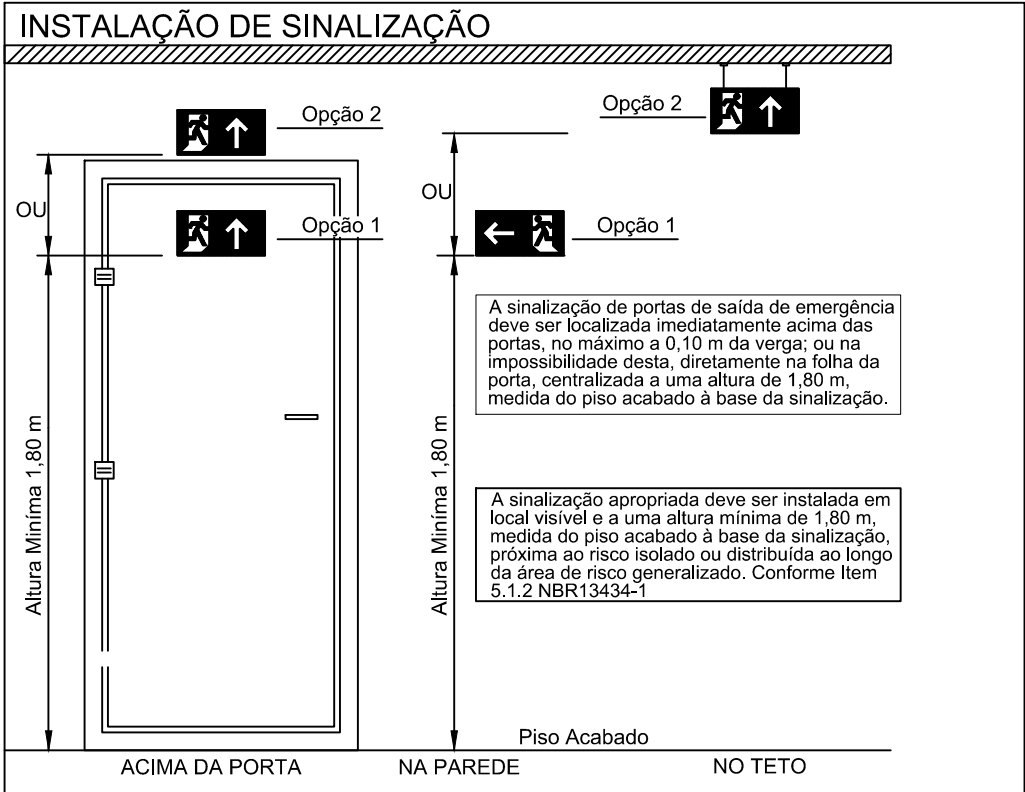 INSTALAÇÃO DE SINALIZAÇÃO
Opção 2
Opção 2
OU
OU
Opção 1
Opção 1
A sinalização de portas de saída de emergência
deve ser localizada imediatamente acima das
portas, no máximo a 0,10 m da verga; ou na
impossibilidade desta, diretamente na folha da
porta, centralizada a uma altura de 1,80 m,
medida do piso acabado à base da sinalização.
Altura Miníma 1,80 m
Altura Miníma 1,80 m
A sinalização apropriada deve ser instalada em
local visível e a uma altura mínima de 1,80 m,
medida do piso acabado à base da sinalização,
próxima ao risco isolado ou distribuída ao longo
da área de risco generalizado. Conforme Item
5.1.2 NBR13434-1
Piso Acabado
ACIMA DA PORTA
NA PAREDE
NO TETO